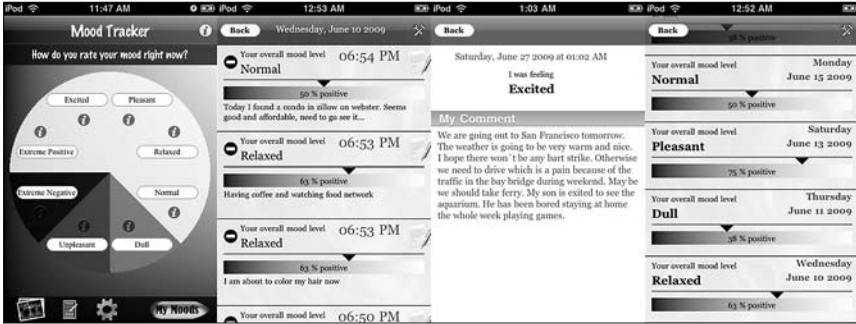 iPod 11:47 AM
Mood Tracker
How do you rate your mood right now?
Excited
Pleasant
Extreme Positive
Relaxed
Extreme Negative
Normal
Unpleasant
Dull
My Moods
iPod 12:53 AM
Back Wednesday, June 10 2009
Your overall mood level 06:54 PM
Normal
50 % positive
Today I found a condo in zillow on webster. Seems
good and affordable, need to go see it...
Your overall mood level 06:53 PM
Relaxed
63 % positive
Having coffee and watching food network
Your overall mood level 06:53 PM
Relaxed
63 % positive
I am about to color my hair now
Your overall mood level 06:50 PM
iPod 1:03 AM
Back
Saturday, June 27 2009 at 01:02 AM
I was feeling
Excited
My Comment
We are going out to San Francisco tomorrow.
The weather is going to be very warm and nice.
I hope there won`t be any bart strike. Otherwise
we need to drive which is a pain because of the
traffic in the bay bridge during weekend. May be
we should take ferry. My son is exited to see the
aquarium. He has been bored staying at home
the whole week playing games.
iPod 12:52 AM
Back
38 % positive
Your overall mood level Monday
Normal June 15 2009
50 % positive
Your overall mood level Saturday
Pleasant June 13 2009
75 % positive
Your overall mood level Thursday
Dull June 11 2009
38 % positive
Your overall mood level Wednesday
Relaxed June 10 2009
63 % positive